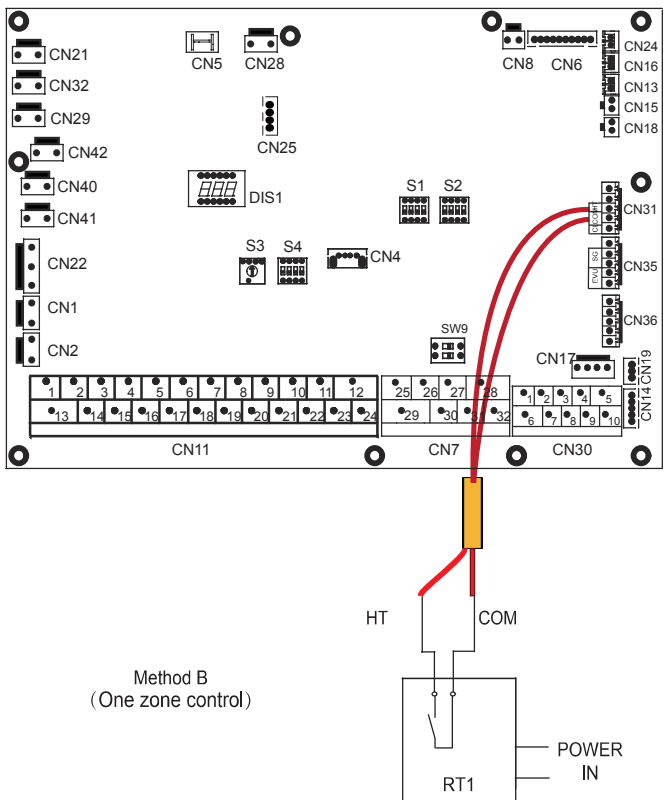 CN21
CN32
CN29
CN42
CN40
CN41
CN22
CN1
CN2
CN5
CN28
CN25
DIS1
S1
S2
S3
S4
CN4
SW9
CN8
CN6
CN24
CN16
CN13
CN15
CN18
CN31
CL COM HT
CN35
SG
EVU
CN36
CN17
CN19
CN14
1 2 3 4 5 6 7 8 9 10 11 12
13 14 15 16 17 18 19 20 21 22 23 24
CN11
25 26 27 28
29 30 31 32
CN7
1 2 3 4 5
6 7 8 9 10
CN30
HT
COM
Method B
(One zone control)
RT1
POWER
IN